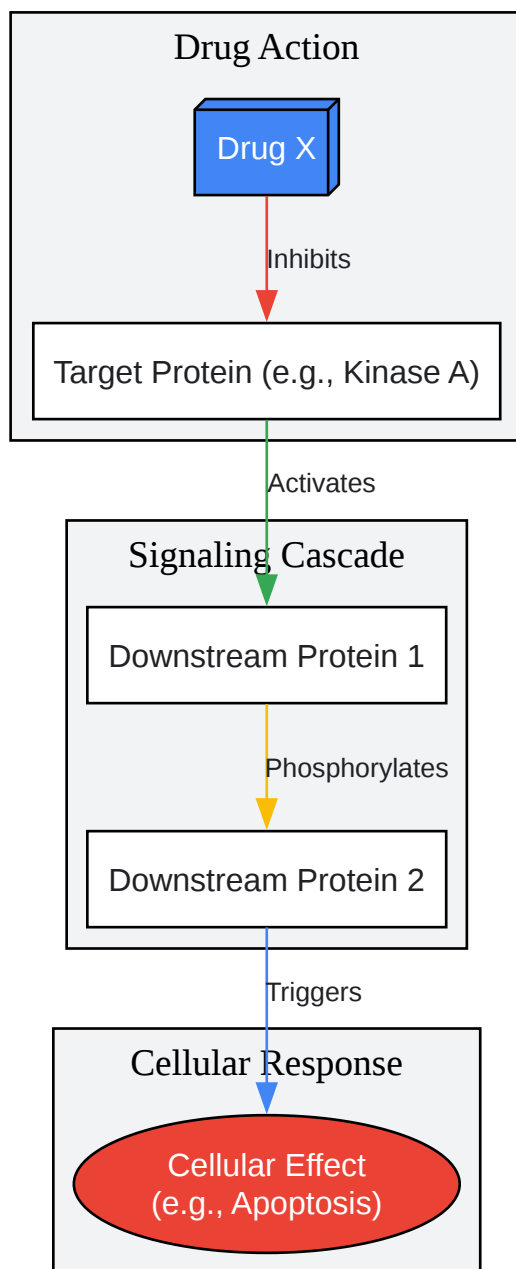 Drug Action
Drug X
Inhibits
Target Protein (e.g., Kinase A)
Activates
Signaling Cascade
Downstream Protein 1
Phosphorylates
Downstream Protein 2
Triggers
Cellular Response
Cellular Effect
(e.g., Apoptosis)